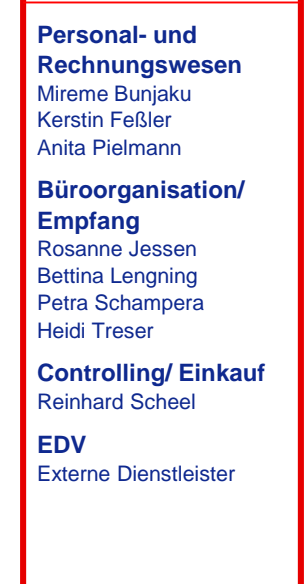 Personal- und
Rechnungswesen
Mireme Bunjaku
Kerstin Feßler
Anita Pielmann
Büroorganisation/
Empfang
Rosanne Jessen
Bettina Lengning
Petra Schampera
Heidi Treser
Controlling/ Einkauf
Reinhard Scheel
EDV
Externe Dienstleister